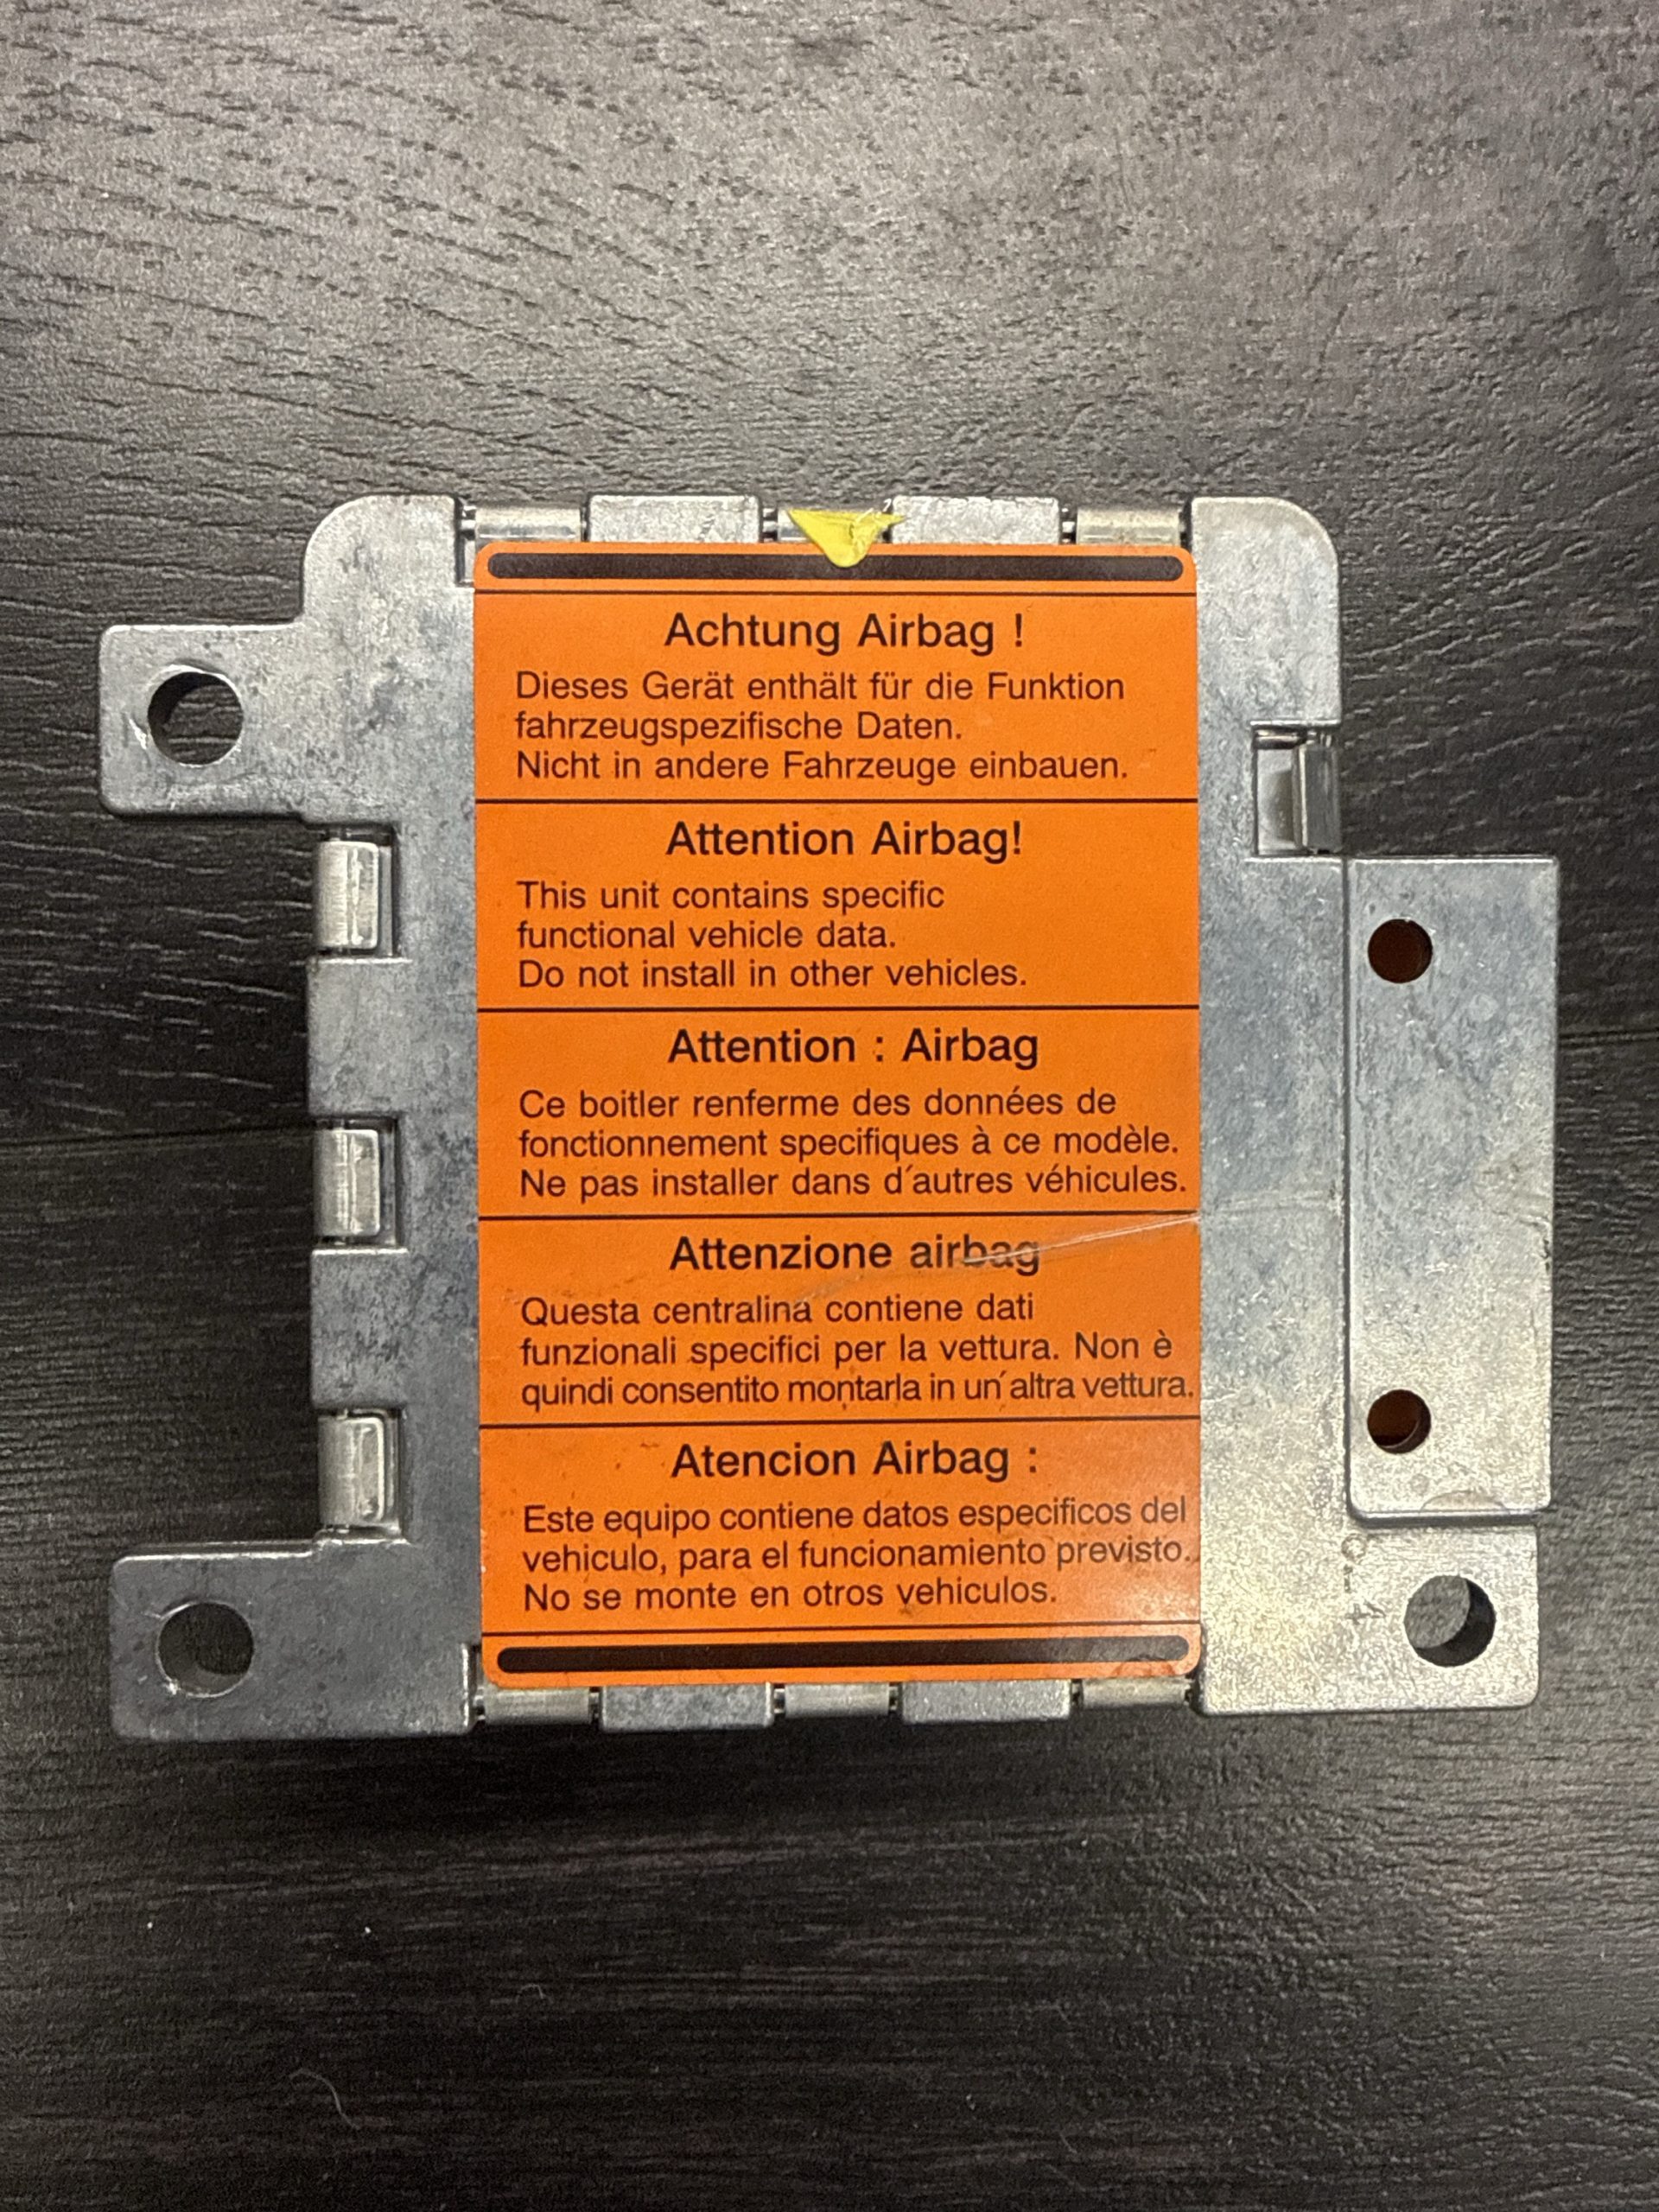 Achtung Airbag !
Dieses Gerät enthält für die Funktion
fahrzeugspezifische Daten.
Nicht in andere Fahrzeuge einbauen.
Attention Airbag!
This unit contains specific
functional vehicle data.
Do not install in other vehicles.
Attention : Airbag
Ce boitler renferme des données de
fonctionnement specifiques à ce modèle.
Ne pas installer dans d´autres véhicules.
Attenzione airbag
Questa centralina contiene dati
funzionali specifici per la vettura. Non è
quindi consentito montarla in un´altra vettura.
Atencion Airbag :
Este equipo contiene datos especificos del
vehiculo, para el funcionamiento previsto.
No se monte en otros vehiculos.